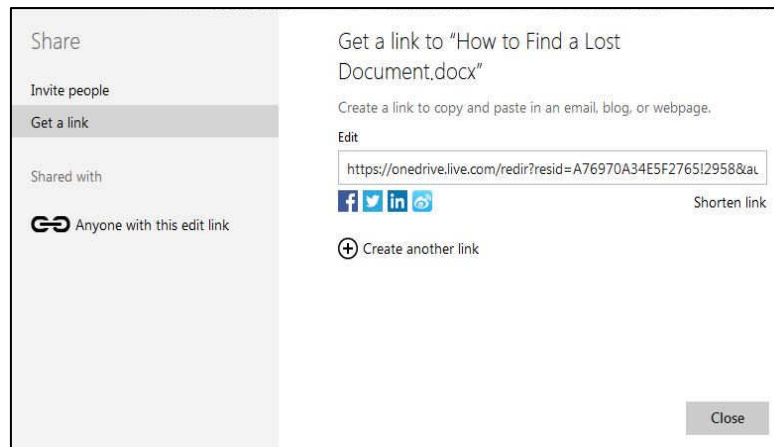 Share
Invite people
Get a link
Shared with
Anyone with this edit link
Get a link to “How to Find a Lost
Document.docx”
Create a link to copy and paste in an email, blog, or webpage.
Edit
https://onedrive.live.com/redir?resid=A76970A34E5F2765!2958&au
Shorten link
Create another link
Close